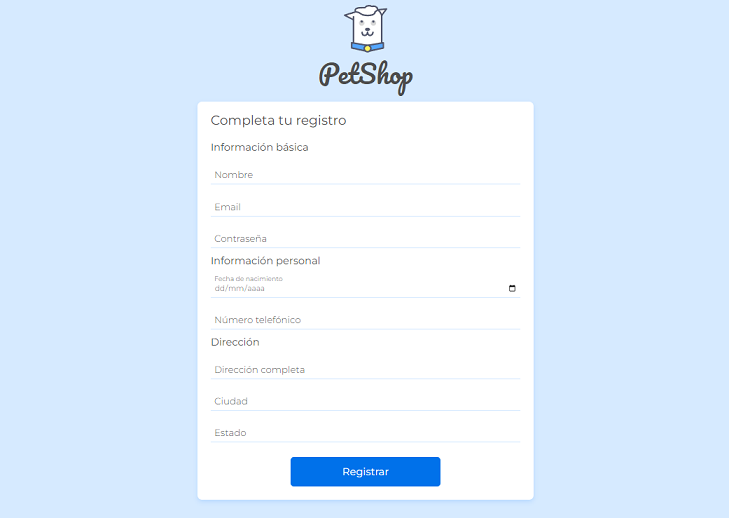 PetShop
Completa tu registro
Información básica
Nombre
Email
Contraseña
Información personal
Fecha de nacimiento
dd/mm/aaaa
Número telefónico
Dirección
Dirección completa
Ciudad
Estado
Registrar